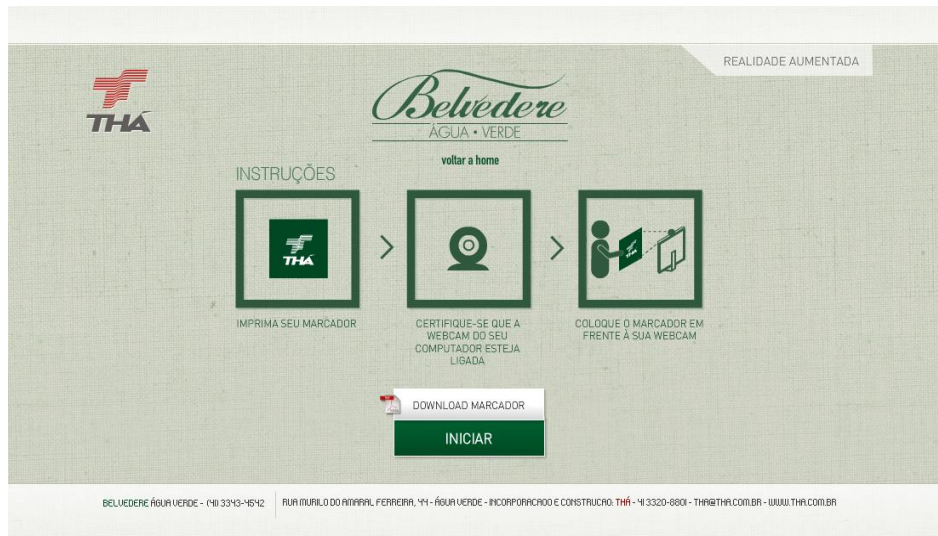 REALIDADE AUMENTADA
THÁ
Belvedere
ÁGUA • VERDE
voltar a home
INSTRUÇÕES
THÁ
THÁ
IMPRIMA SEU MARCADOR
CERTIFIQUE-SE QUE A
WEBCAM DO SEU
COMPUTADOR ESTEJA
LIGADA
COLOQUE O MARCADOR EM
FRENTE À SUA WEBCAM
DOWNLOAD MARCADOR
INICIAR
BELVEDERE ÁGUA VERDE - (41) 3343-4542
RUA MURILO DO AMARAL FERREIRA, 44 - ÁGUA VERDE - INCORPORACAOO E CONSTRUCAO: THÁ - 41 3320-8801 - THA@THA.COM.BR - WWW.THA.COM.BR